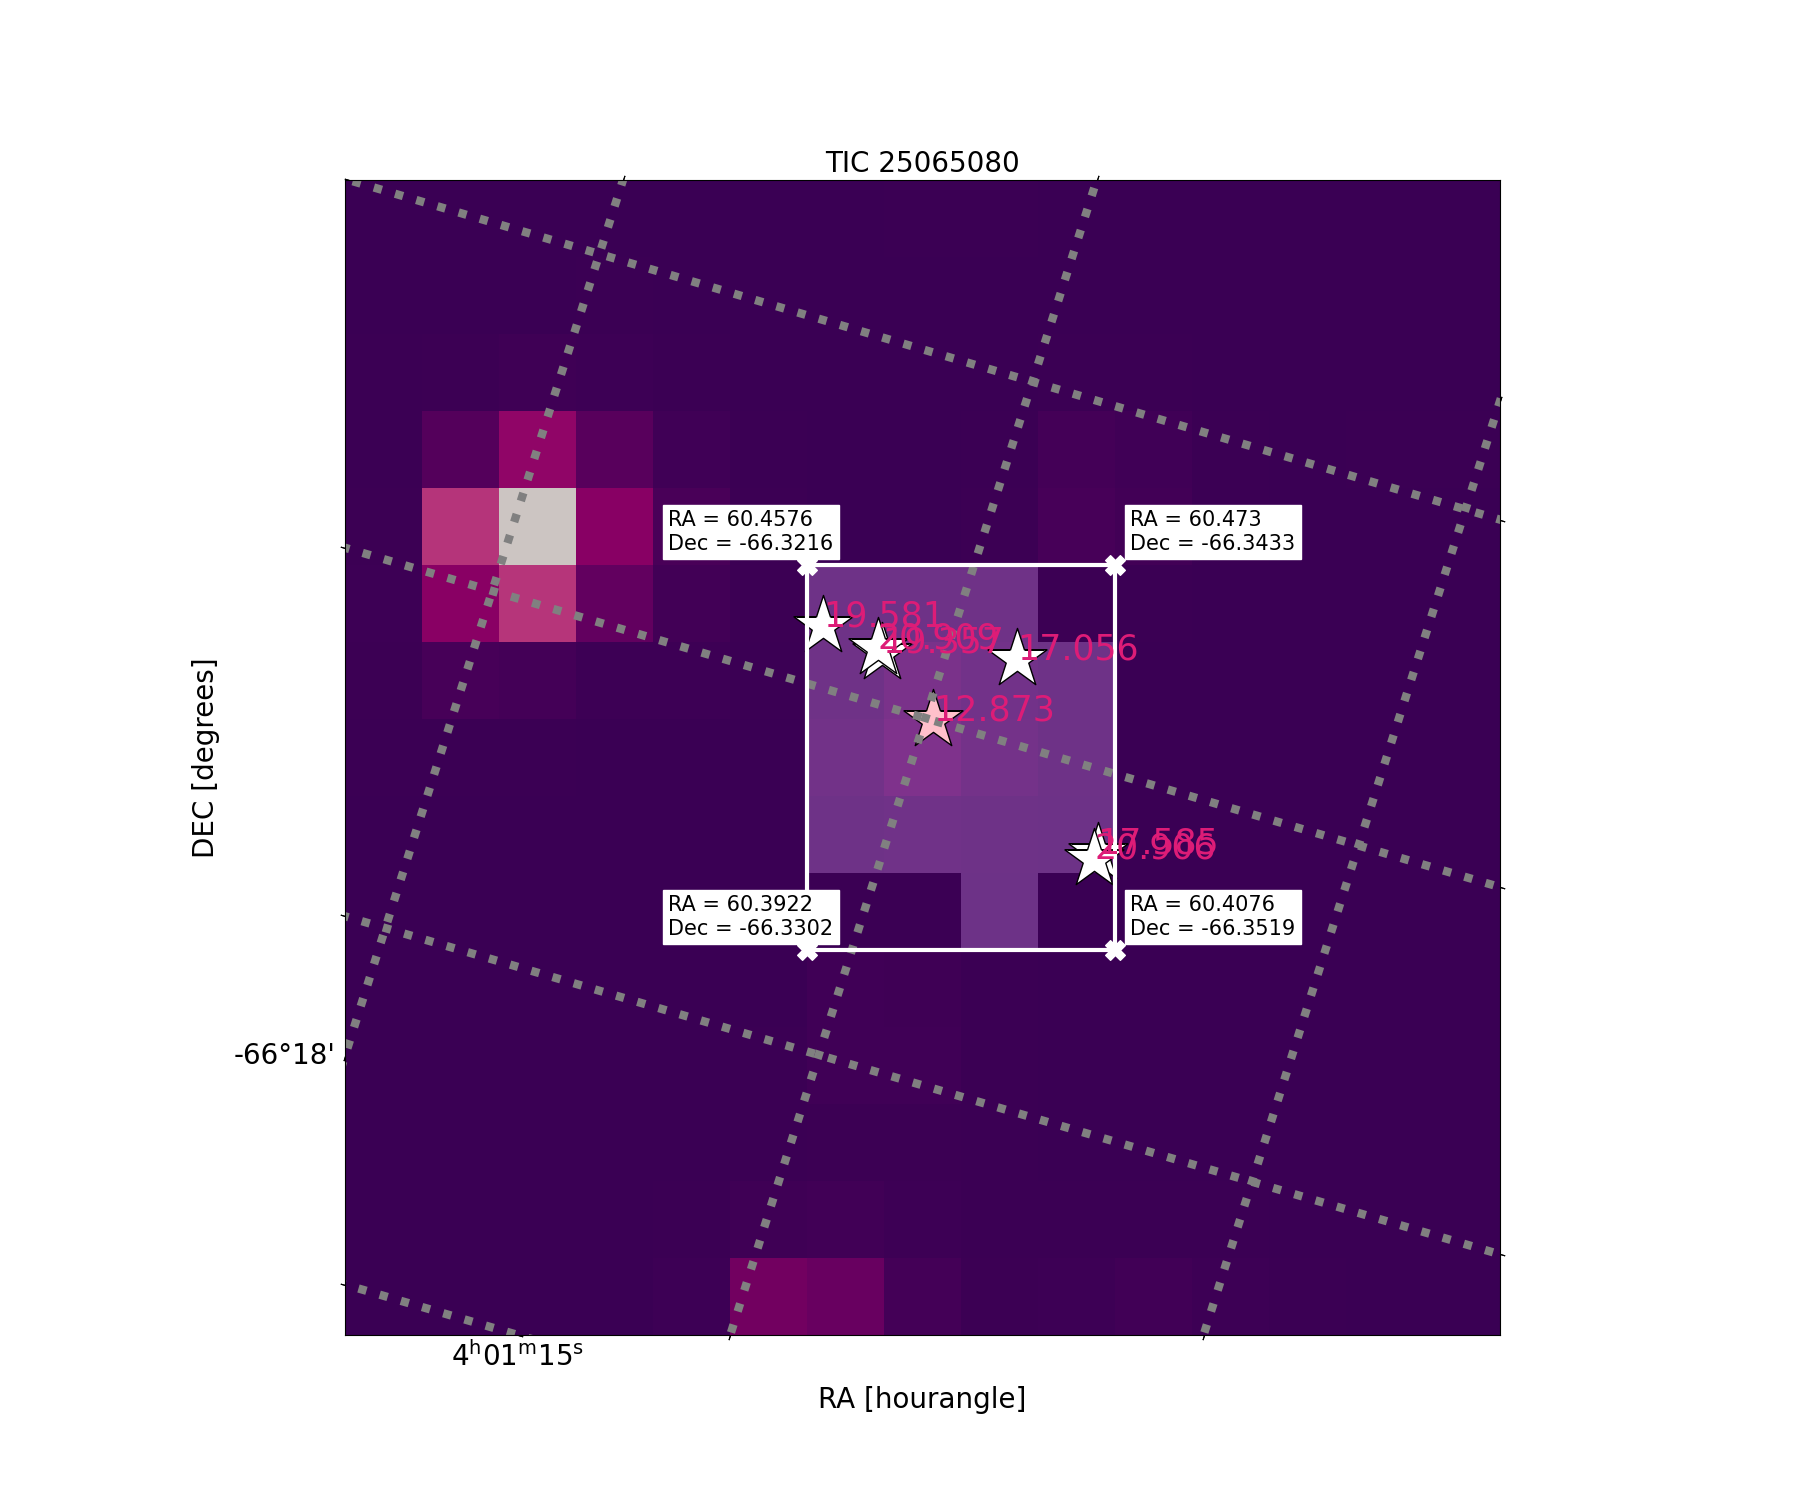 TIC 25065080
RA = 60.4576
Dec = -66.3216
RA = 60.473
Dec = -66.3433
19.581
17.056
12.873
RA = 60.3922
Dec = -66.3302
RA = 60.4076
Dec = -66.3519
DEC [degrees]
-66°18'
4h01m15s
RA [hourangle]